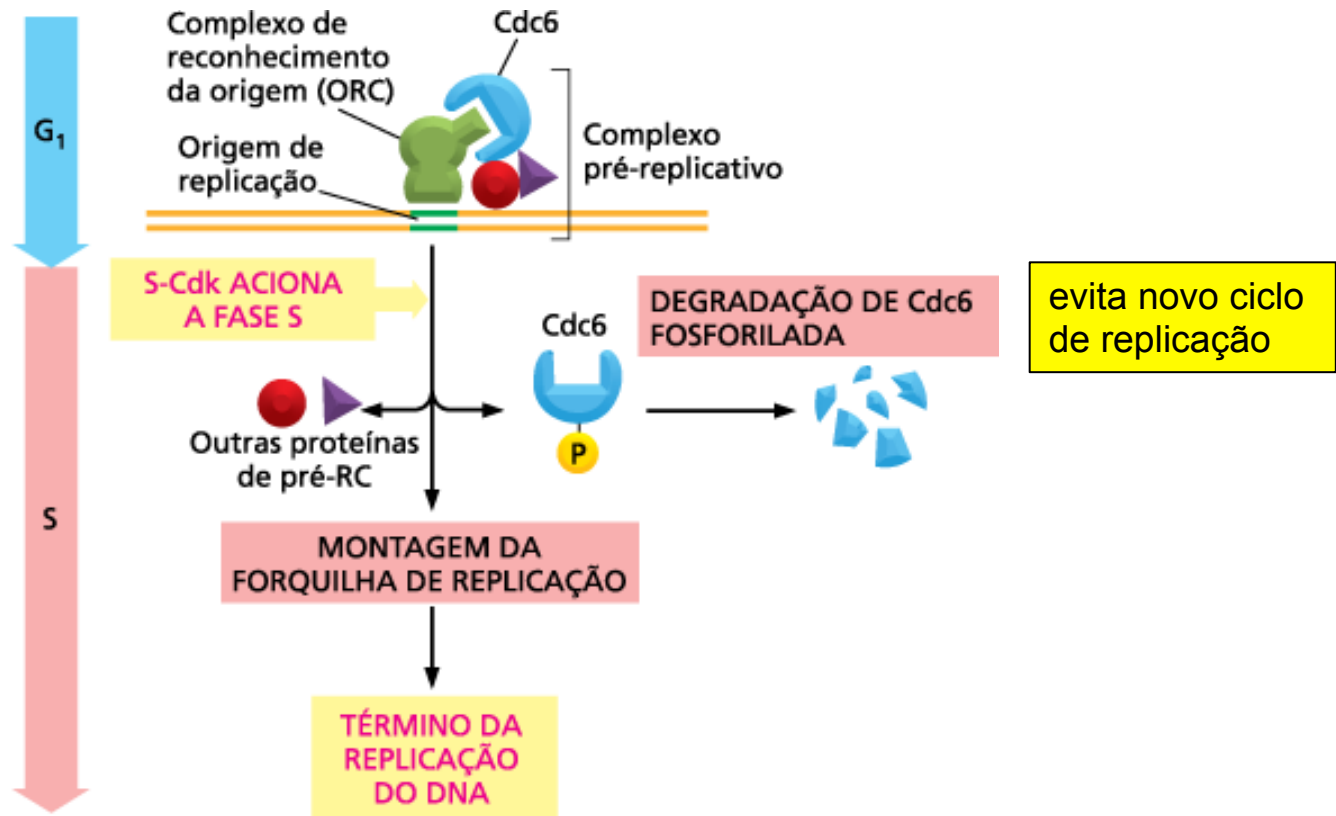 Complexo de
reconhecimento
da origem (ORC)
Cdc6
G1
Origem de
replicação
Complexo
pré-replicativo
S-Cdk ACIONA
A FASE S
Cdc6
DEGRADAÇÃO DE Cdc6
FOSFORILADA
evita novo ciclo
de replicação
P
Outras proteínas
de pré-RC
S
MONTAGEM DA
FORQUILHA DE REPLICAÇÃO
TÉRMINO DA
REPLICAÇÃO
DO DNA